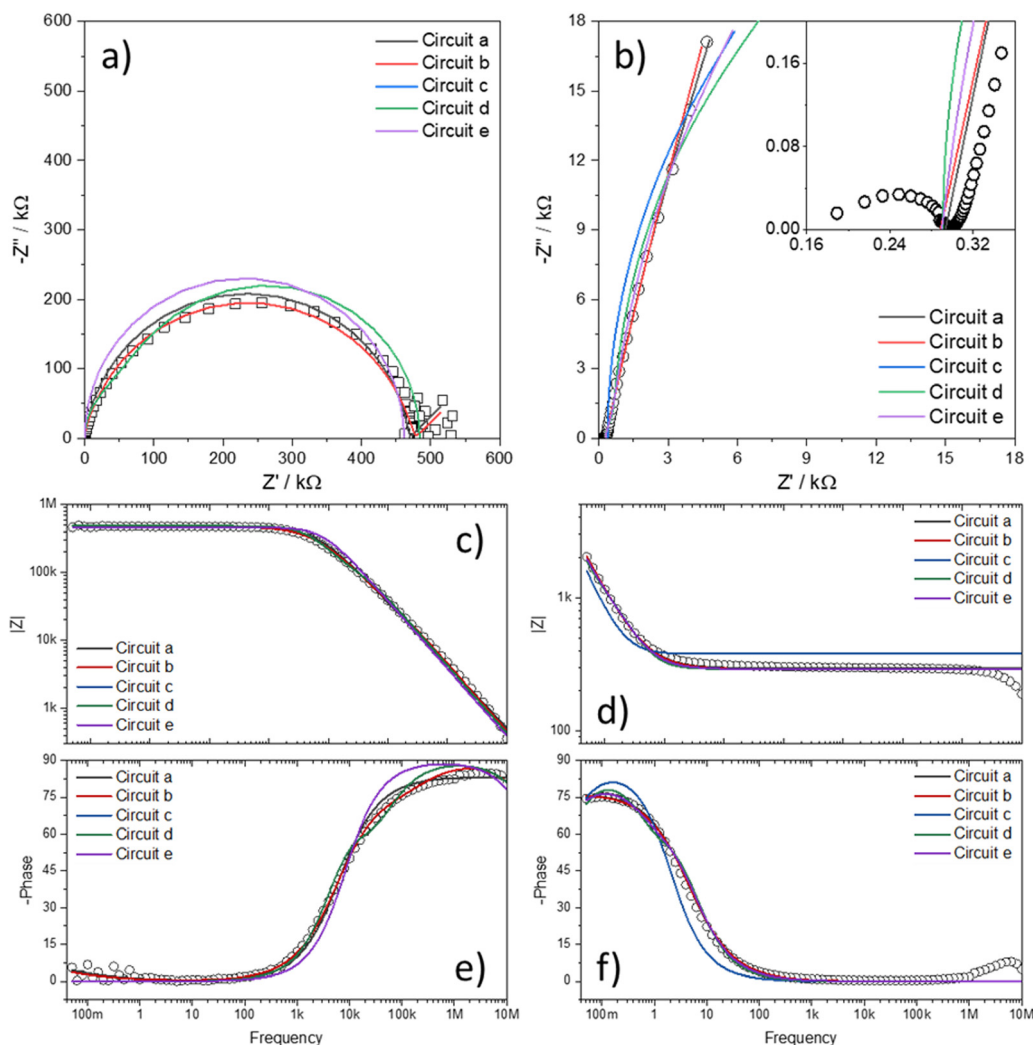 a)
600
500
400
300
200
100
0
-Z'' / kΩ
Circuit a
Circuit b
Circuit c
Circuit d
Circuit e
0 100 200 300 400 500 600
Z' / kΩ
b)
18
15
12
9
6
3
0
-Z'' / kΩ
0.16
0.08
0.00
0.16 0.24 0.32
Circuit a
Circuit b
Circuit c
Circuit d
Circuit e
0 3 6 9 12 15 18
Z' / kΩ
c)
1M
100k
10k
1k
|Z|
Circuit a
Circuit b
Circuit c
Circuit d
Circuit e
d)
1k
100
|Z|
Circuit a
Circuit b
Circuit c
Circuit d
Circuit e
90
75
60
45
30
15
0
-Phase
Circuit a
Circuit b
Circuit c
Circuit d
Circuit e
e)
100m 1 10 100 1k 10k 100k 1M 10M
Frequency
90
75
60
45
30
15
0
-Phase
Circuit a
Circuit b
Circuit c
Circuit d
Circuit e
f)
100m 1 10 100 1k 10k 100k 1M 10M
Frequency